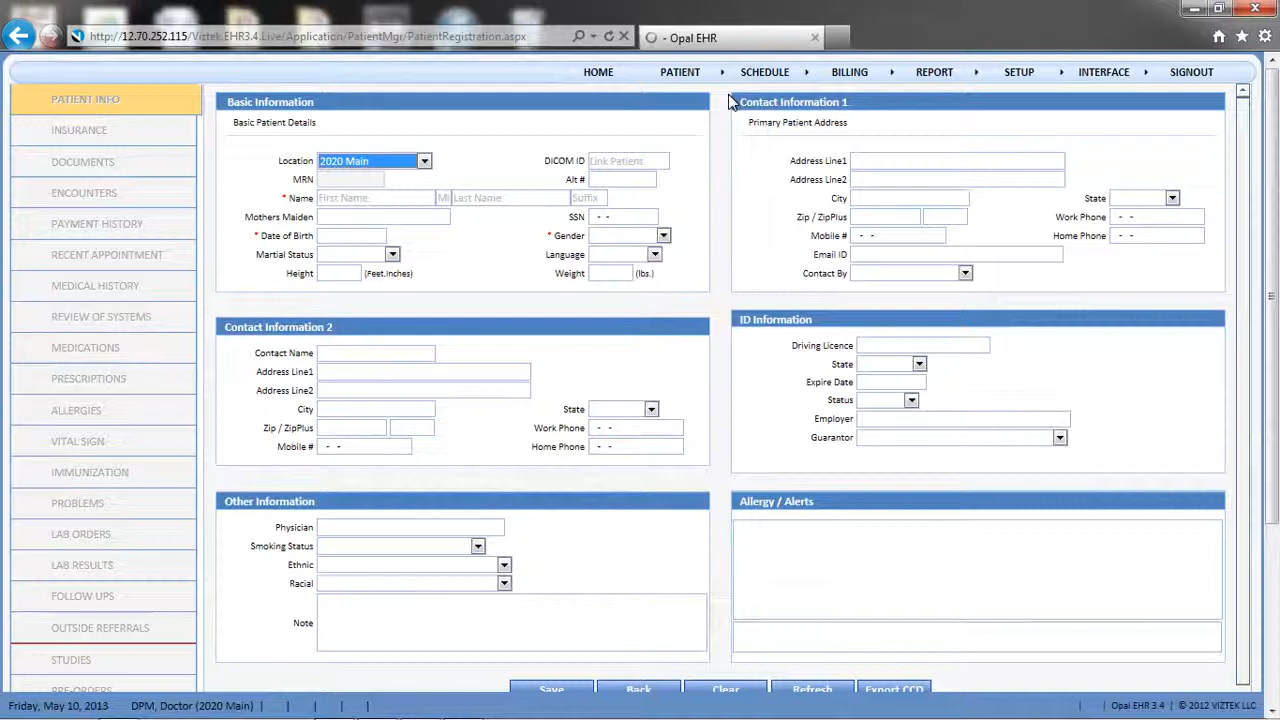 http://12.70.252.115/Viztek.EHR3.4.Live/Application/PatientMgr/PatientRegistration.aspx
- Opal EHR
HOME PATIENT SCHEDULE BILLING REPORT SETUP INTERFACE SIGNOUT
PATIENT INFO
INSURANCE
DOCUMENTS
ENCOUNTERS
PAYMENT HISTORY
RECENT APPOINTMENT
MEDICAL HISTORY
REVIEW OF SYSTEMS
MEDICATIONS
PRESCRIPTIONS
ALLERGIES
VITAL SIGN
IMMUNIZATION
PROBLEMS
LAB ORDERS
LAB RESULTS
FOLLOW UPS
OUTSIDE REFERRALS
STUDIES
PRE-ORDERS
Basic Information
Basic Patient Details
Location 2020 Main DICOM ID Link Patiens
MRN Alt #
* Name First Name: MI Last Name Suffix
Mothers Maiden SSN - -
* Date of Birth * Gender
Martial Status Language
Height (Feet.Inches) Weight (lbs.)
Contact Information 1
Primary Patient Address
Address Line1
Address Line2
City State
Zip / ZipPlus Work Phone - -
Mobile # - - Home Phone - -
Email ID
Contact By
Contact Information 2
Contact Name
Address Line1
Address Line2
City State
Zip / ZipPlus Work Phone - -
Mobile # - - Home Phone - -
ID Information
Driving Licence
State
Expire Date
Status
Employer
Guarantor
Other Information
Physician
Smoking Status
Ethnic
Racial
Note
Allergy / Alerts
Save Back Clear Refresh Export CCD
Friday, May 10, 2013 DPM, Doctor (2020 Main) | | | | | | Opal EHR 3.4 | © 2012 VIZTEK LLC